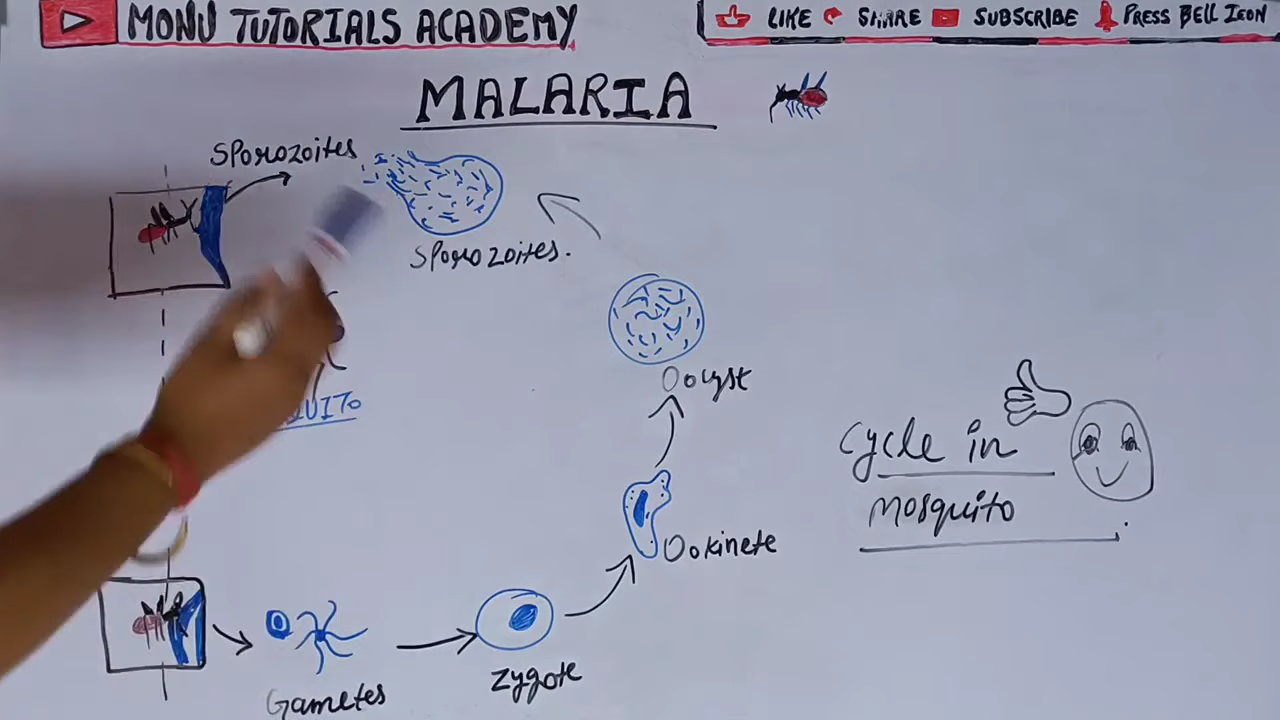 MONU TUTORIALS ACADEMY
LIKE SHARE SUBSCRIBE PRESS BELL ICON
MALARIA
Sporozoites
Sporozoites.
Oocyst
Cycle in
mosquito
Ookinete
Zygote
Gametes